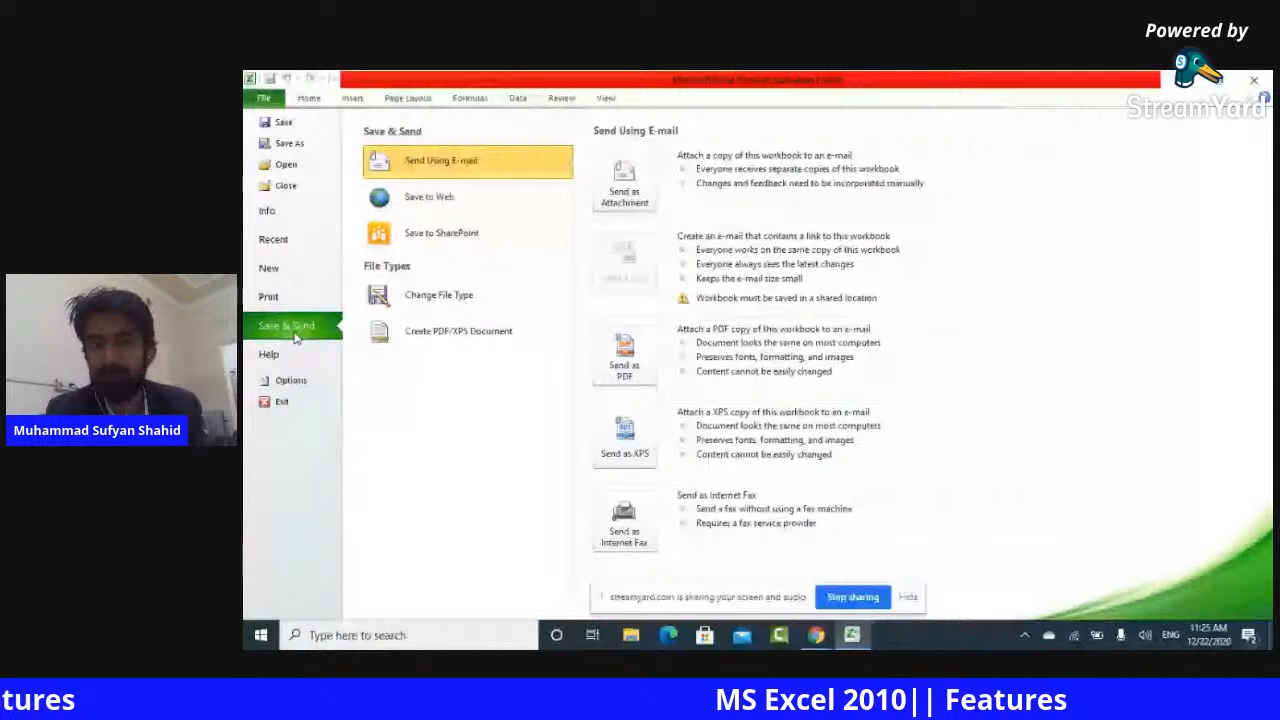 Powered by
StreamYard
File Home Insert Page Layout Formulas Data Review View
Save
Save As
Open
Close
Info
Recent
New
Print
Save & Send
Help
Options
Exit
Save & Send
Send Using E-mail
Save to Web
Save to SharePoint
File Types
Change File Type
Create PDF/XPS Document
Send Using E-mail
Send as
Attachment
Attach a copy of this workbook to an e-mail
Everyone receives separate copies of this workbook
Changes and feedback need to be incorporated manually
Create an e-mail that contains a link to this workbook
Everyone works on the same copy of this workbook
Everyone always sees the latest changes
Keeps the e-mail size small
Workbook must be saved in a shared location
Send as
PDF
Attach a PDF copy of this workbook to an e-mail
Document looks the same on most computers
Preserves fonts, formatting, and images
Content cannot be easily changed
Send as XPS
Attach a XPS copy of this workbook to an e-mail
Document looks the same on most computers
Preserves fonts, formatting, and images
Content cannot be easily changed
Send as
Internet Fax
Send as Internet Fax
Send a fax without using a fax machine
Requires a fax service provider
streamyard.com is sharing your screen and audio
Stop sharing
Hide
Type here to search
ENG
11:25 AM
12/22/2020
Muhammad Sufyan Shahid
tures
MS Excel 2010|| Features